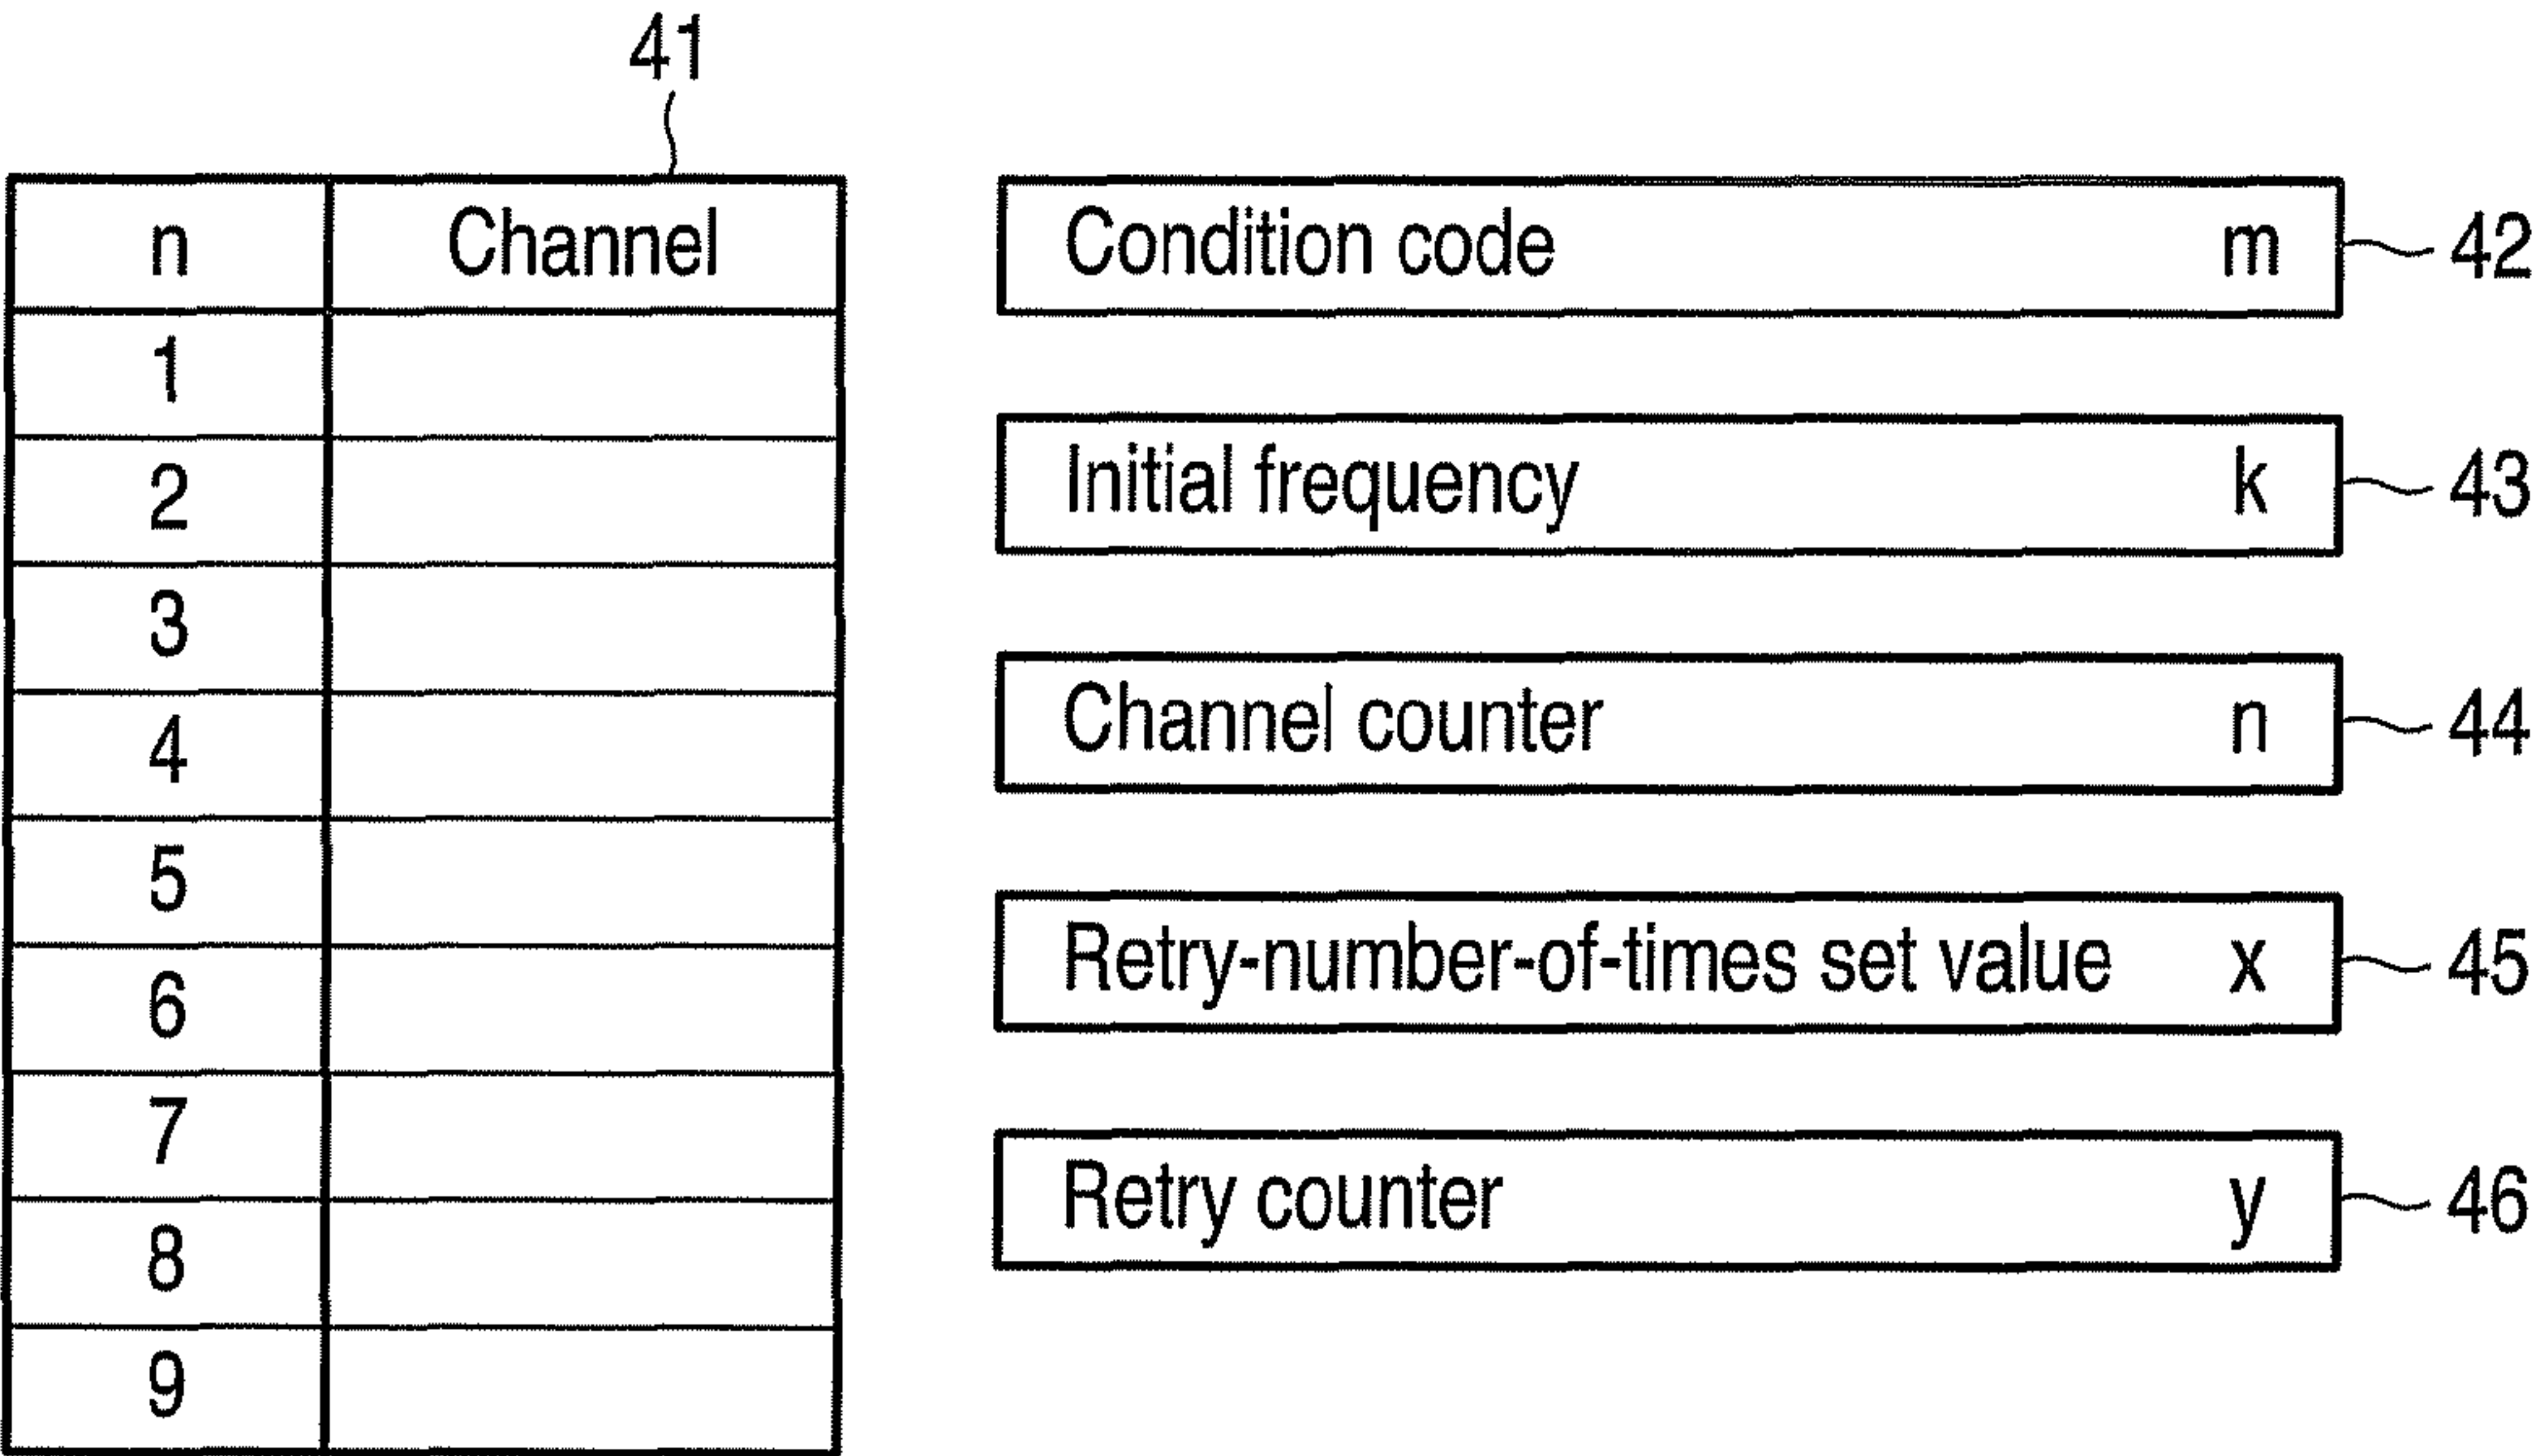 41
n Channel
1
2
3
4
5
6
7
8
9
Condition code m 42
Initial frequency k 43
Channel counter n 44
Retry-number-of-times set value x 45
Retry counter y 46